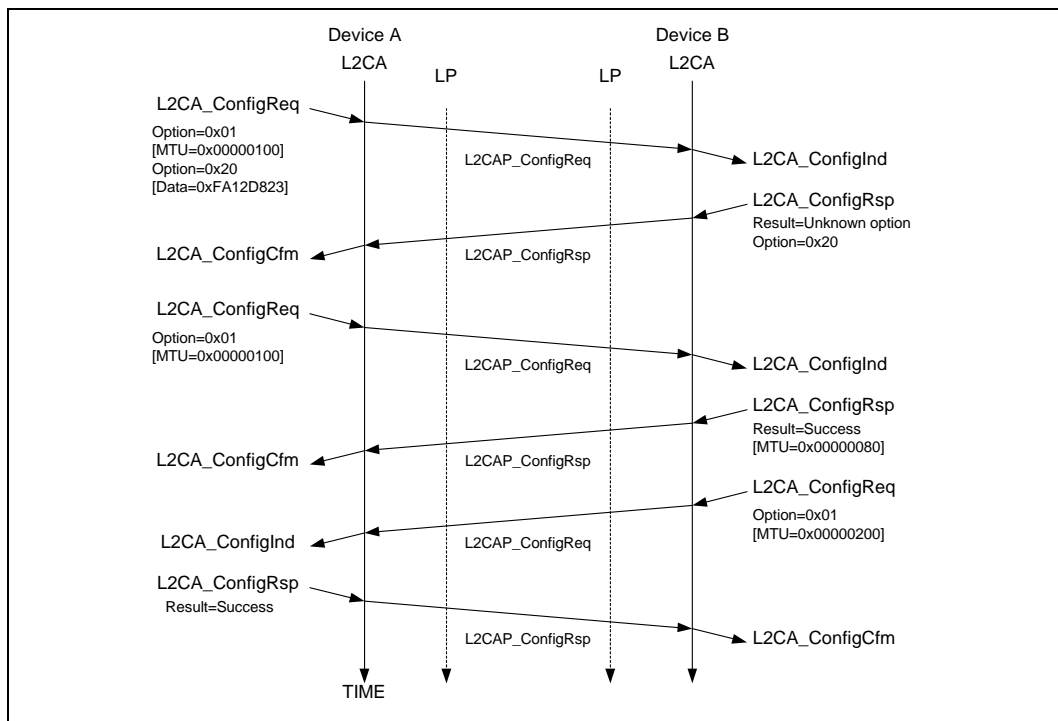 Device A
Device B
L2CA
L2CA
LP
LP
L2CA_ConfigReq
Option=0x01
[MTU=0x00000100]
Option=0x20
[Data=0xFA12D823]
L2CAP_ConfigReq
L2CA_ConfigInd
L2CA_ConfigRsp
Result=Unknown option
Option=0x20
L2CAP_ConfigRsp
L2CA_ConfigCfm
L2CA_ConfigReq
Option=0x01
[MTU=0x00000100]
L2CAP_ConfigReq
L2CA_ConfigInd
L2CA_ConfigRsp
Result=Success
[MTU=0x00000080]
L2CAP_ConfigRsp
L2CA_ConfigCfm
L2CA_ConfigReq
Option=0x01
[MTU=0x00000200]
L2CAP_ConfigReq
L2CA_ConfigInd
L2CA_ConfigRsp
Result=Success
L2CAP_ConfigRsp
L2CA_ConfigCfm
TIME